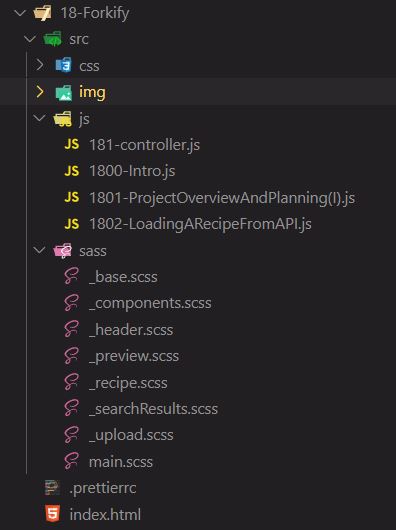 18-Forkify
src
css
img
js
JS 181-controller.js
JS 1800-Intro.js
JS 1801-ProjectOverviewAndPlanning(I).js
JS 1802-LoadingARecipeFromAPI.js
sass
_base.scss
_components.scss
_header.scss
_preview.scss
_recipe.scss
_searchResults.scss
_upload.scss
main.scss
.prettierrc
index.html